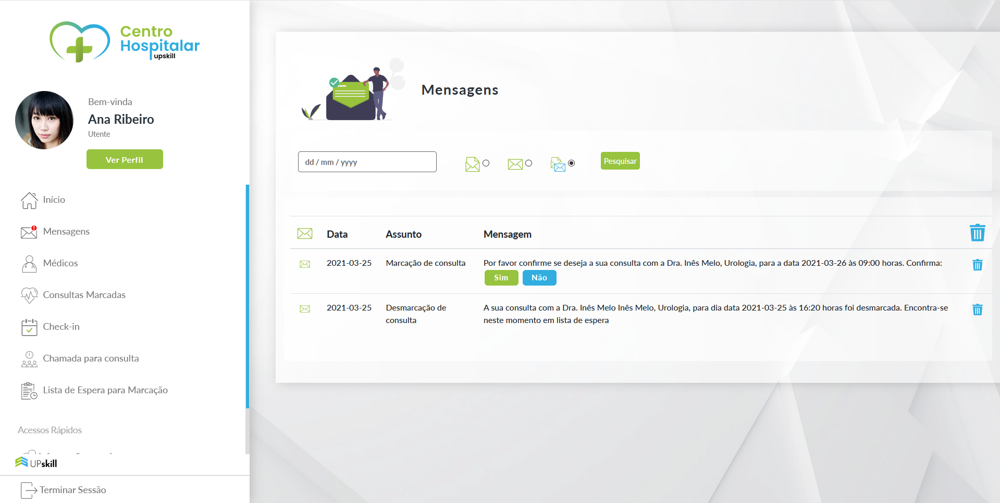 Centro
Hospitalar
upskill
Bem-vinda
Ana Ribeiro
Utente
Ver Perfil
Início
Mensagens
Médicos
Consultas Marcadas
Check-in
Chamada para consulta
Lista de Espera para Marcação
Acessos Rápidos
UPskill
Terminar Sessão
Mensagens
dd / mm / yyyy
Pesquisar
Data Assunto Mensagem
2021-03-25 Marcação de consulta Por favor confirme se deseja a sua consulta com a Dra. Inês Melo, Urologia, para a data 2021-03-26 às 09:00 horas. Confirma:
Sim Não
2021-03-25 Desmarcação de A sua consulta com a Dra. Inês Melo Inês Melo, Urologia, para dia data 2021-03-25 às 16:20 horas foi desmarcada. Encontra-se
consulta neste momento em lista de espera